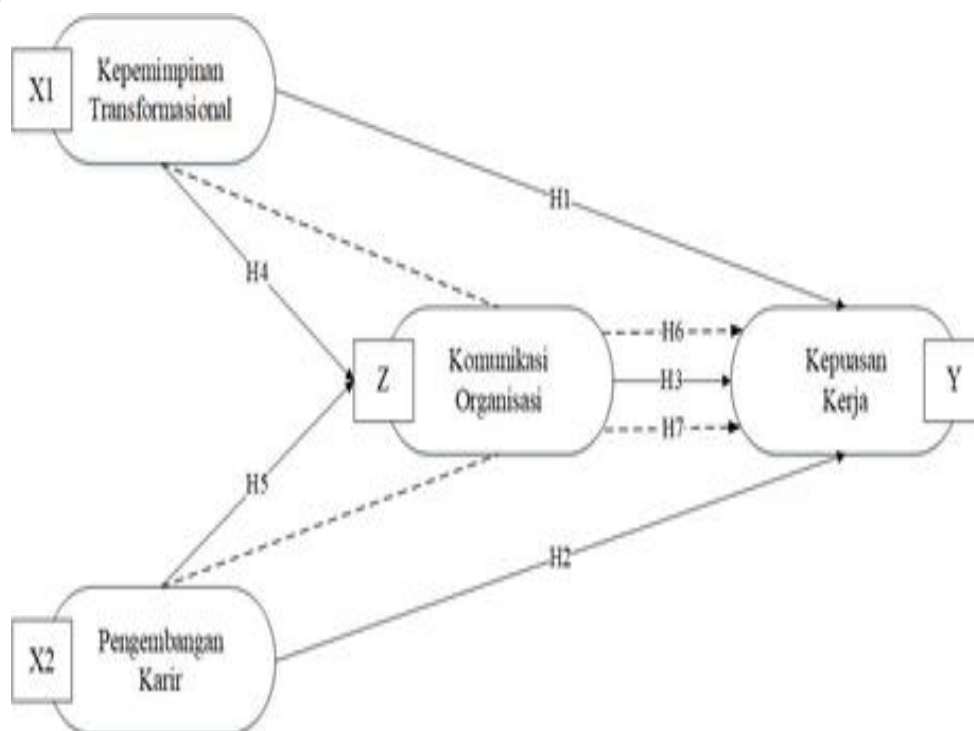 X1
Kepemimpinan
Transformasional
H1
H4
H6
Z
Komunikasi
Organisasi
H3
Kepuasan
Kerja
Y
H7
H5
H2
X2
Pengembangan
Karir